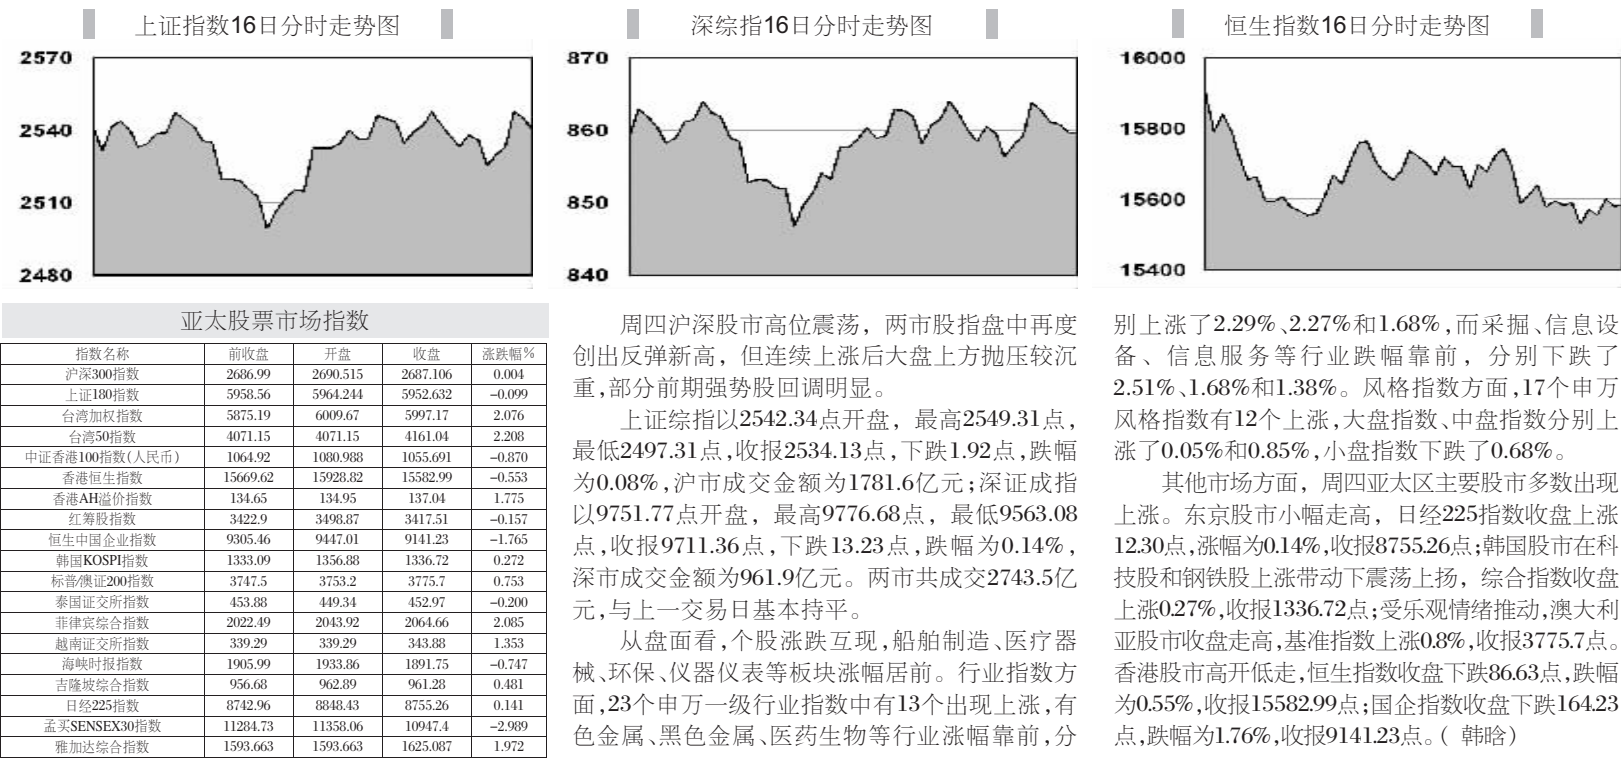 上证指数16日分时走势图
2570
2540
2510
2480
深综指16日分时走势图
870
860
850
840
恒生指数16日分时走势图
16000
15800
15600
15400
亚太股票市场指数
指数名称 前收盘 开盘 收盘 涨跌幅%
沪深300指数 2686.99 2690.515 2687.106 0.004
上证180指数 5958.56 5964.244 5952.632 -0.099
台湾加权指数 5875.19 6009.67 5997.17 2.076
台湾50指数 4071.15 4071.15 4161.04 2.208
中证香港100指数(人民币) 1064.92 1080.988 1055.691 -0.870
香港恒生指数 15669.62 15928.82 15582.99 -0.553
香港AH溢价指数 134.65 134.95 137.04 1.775
红筹股指数 3422.9 3498.87 3417.51 -0.157
恒生中国企业指数 9305.46 9447.01 9141.23 -1.765
韩国KOSPI指数 1333.09 1356.88 1336.72 0.272
标普/澳证200指数 3747.5 3753.2 3775.7 0.753
泰国证交所指数 453.88 449.34 452.97 -0.200
菲律宾综合指数 2022.49 2043.92 2064.66 2.085
越南证交所指数 339.29 339.29 343.88 1.353
海峡时报指数 1905.99 1933.86 1891.75 -0.747
吉隆坡综合指数 956.68 962.89 961.28 0.481
日经225指数 8742.96 8848.43 8755.26 0.141
孟买SENSEX30指数 11284.73 11358.06 10947.4 -2.989
雅加达综合指数 1593.663 1593.663 1625.087 1.972
周四沪深股市高位震荡，两市股指盘中再度
创出反弹新高，但连续上涨后大盘上方抛压较沉
重,部分前期强势股回调明显。
上证综指以2542.34点开盘，最高2549.31点，
最低2497.31点,收报2534.13点,下跌1.92点,跌幅
为0.08%,沪市成交金额为1781.6亿元;深证成指
以9751.77点开盘，最高9776.68点，最低9563.08
点,收报9711.36点,下跌13.23点,跌幅为0.14%,
深市成交金额为961.9亿元。两市共成交2743.5亿
元,与上一交易日基本持平。
从盘面看,个股涨跌互现,船舶制造、医疗器
械、环保、仪器仪表等板块涨幅居前。行业指数方
面,23个申万一级行业指数中有13个出现上涨,有
色金属、黑色金属、医药生物等行业涨幅靠前,分
别上涨了2.29%、2.27%和1.68%,而采掘、信息设
备、信息服务等行业跌幅靠前，分别下跌了
2.51%、1.68%和1.38%。风格指数方面,17个申万
风格指数有12个上涨,大盘指数、中盘指数分别上
涨了0.05%和0.85%,小盘指数下跌了0.68%。
其他市场方面，周四亚太区主要股市多数出现
上涨。东京股市小幅走高，日经225指数收盘上涨
12.30点,涨幅为0.14%,收报8755.26点;韩国股市在科
技股和钢铁股上涨带动下震荡上扬，综合指数收盘
上涨0.27%,收报1336.72点;受乐观情绪推动,澳大利
亚股市收盘走高,基准指数上涨0.8%,收报3775.7点。
香港股市高开低走,恒生指数收盘下跌86.63点,跌幅
为0.55%,收报15582.99点;国企指数收盘下跌164.23
点,跌幅为1.76%,收报9141.23点。( 韩晗)